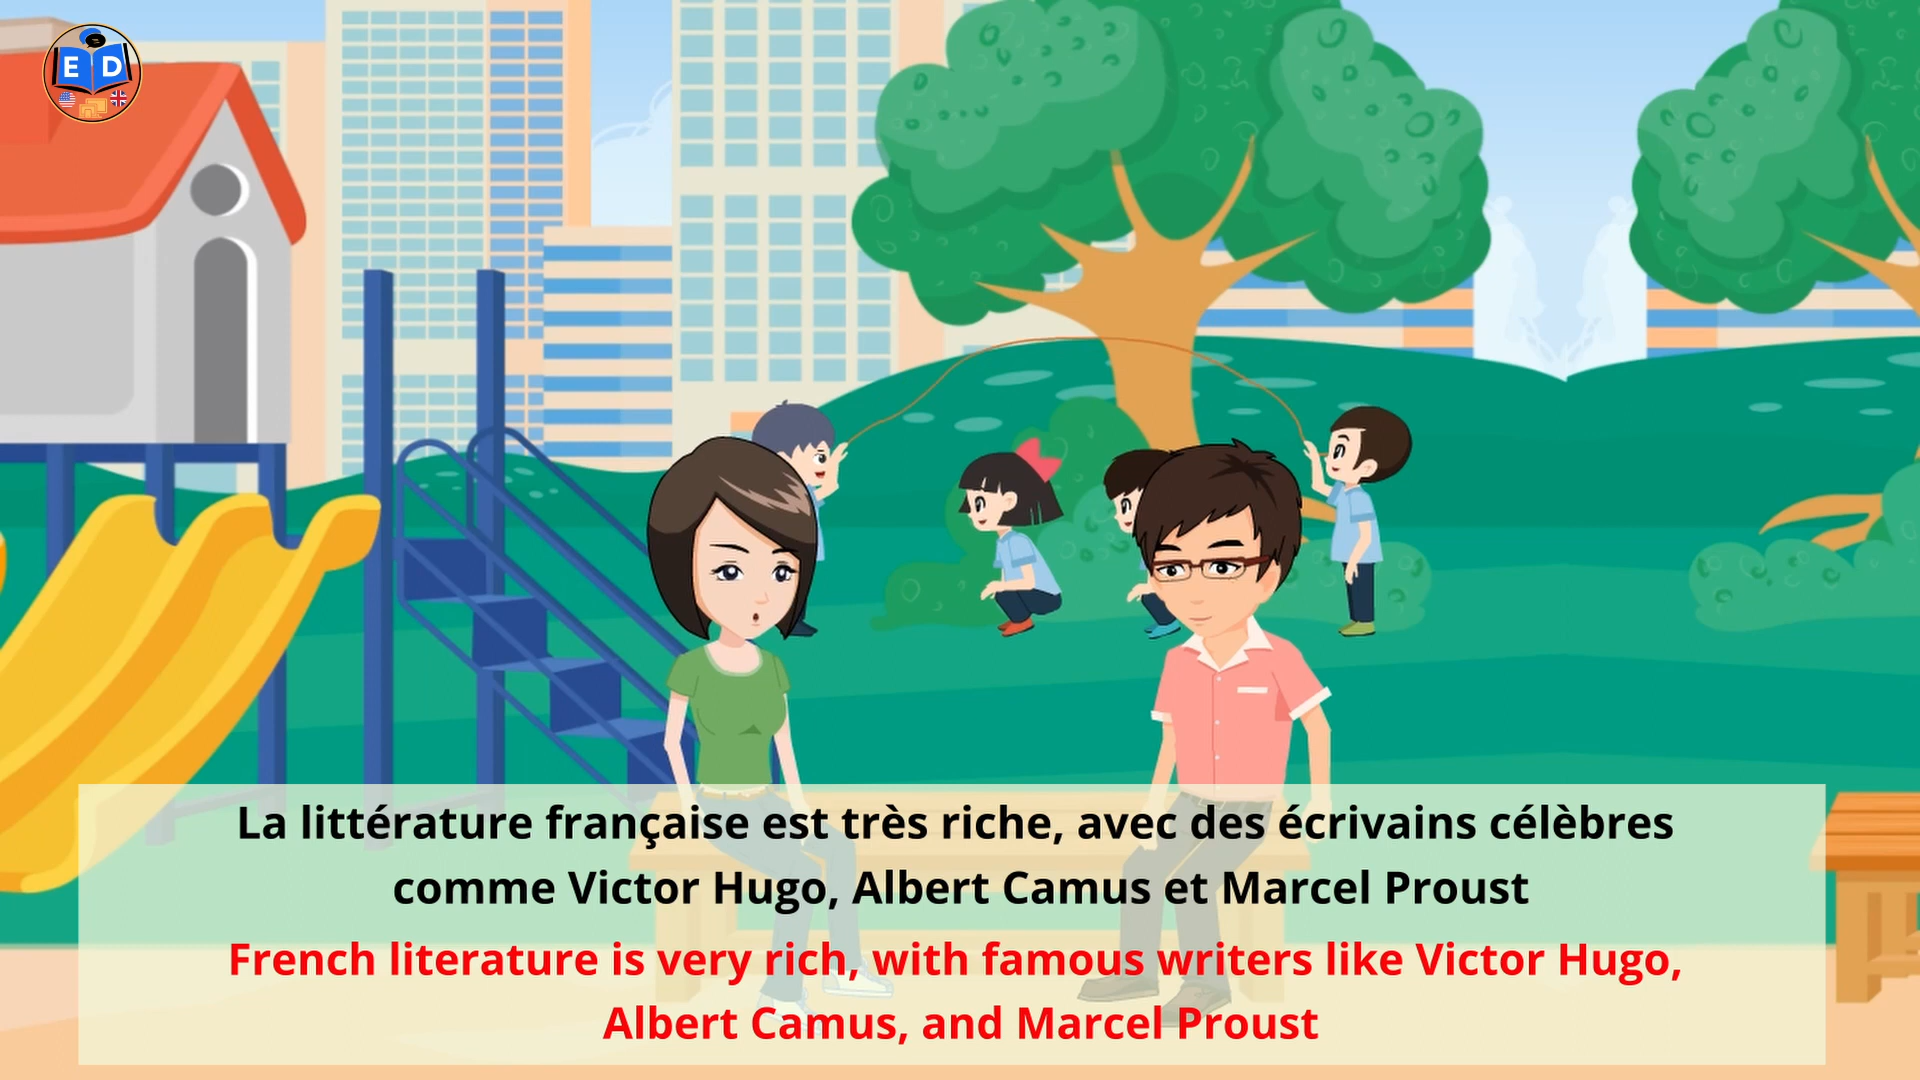 E D
La littérature française est très riche, avec des écrivains célèbres
comme Victor Hugo, Albert Camus et Marcel Proust
French literature is very rich, with famous writers like Victor Hugo,
Albert Camus, and Marcel Proust